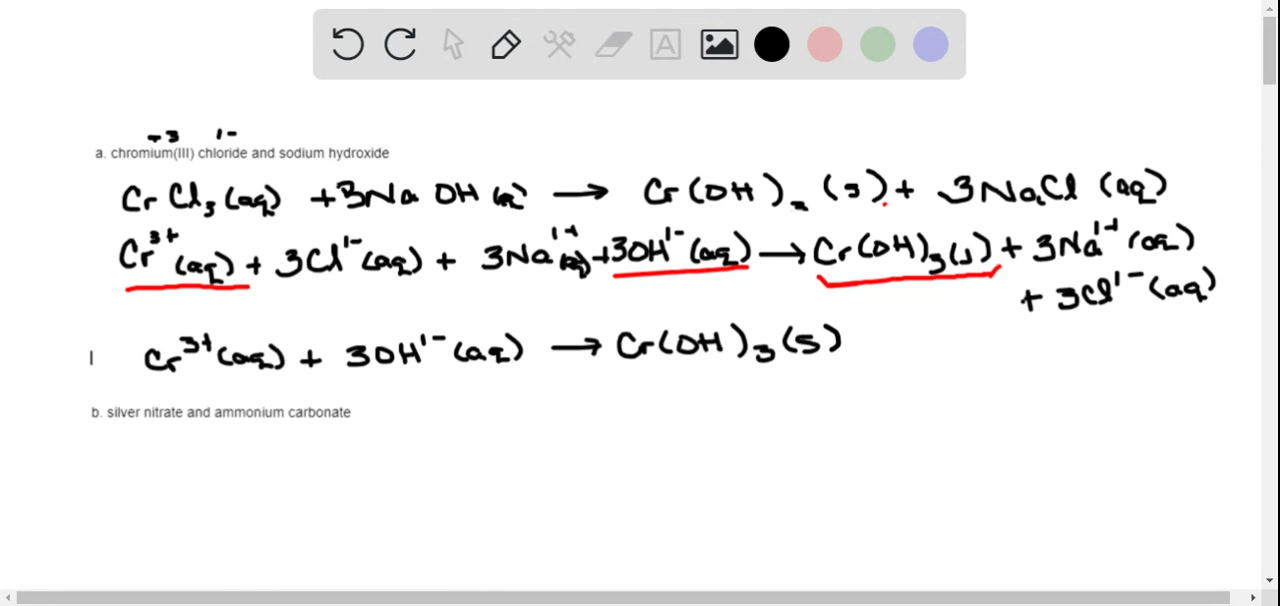 +3 1-
a. chromium(III) chloride and sodium hydroxide
CrCl₃(aq) + 3NaOH(aq) → Cr(OH)₃(s) + 3NaCl(aq)
Cr³⁺(aq) + 3Cl¹⁻(aq) + 3Na¹⁺(aq) + 3OH¹⁻(aq) → Cr(OH)₃(s) + 3Na¹⁺(aq)
+ 3Cl¹⁻(aq)
Cr³⁺(aq) + 3OH¹⁻(aq) → Cr(OH)₃(s)
b. silver nitrate and ammonium carbonate